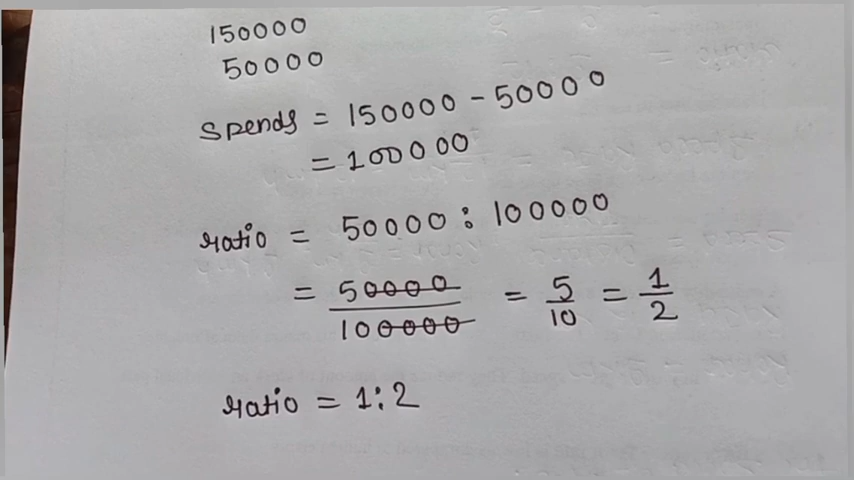 150000
50000
spends = 150000 - 50000
= 100000
ratio = 50000 : 100000
= 50000/100000 = 5/10 = 1/2
ratio = 1:2